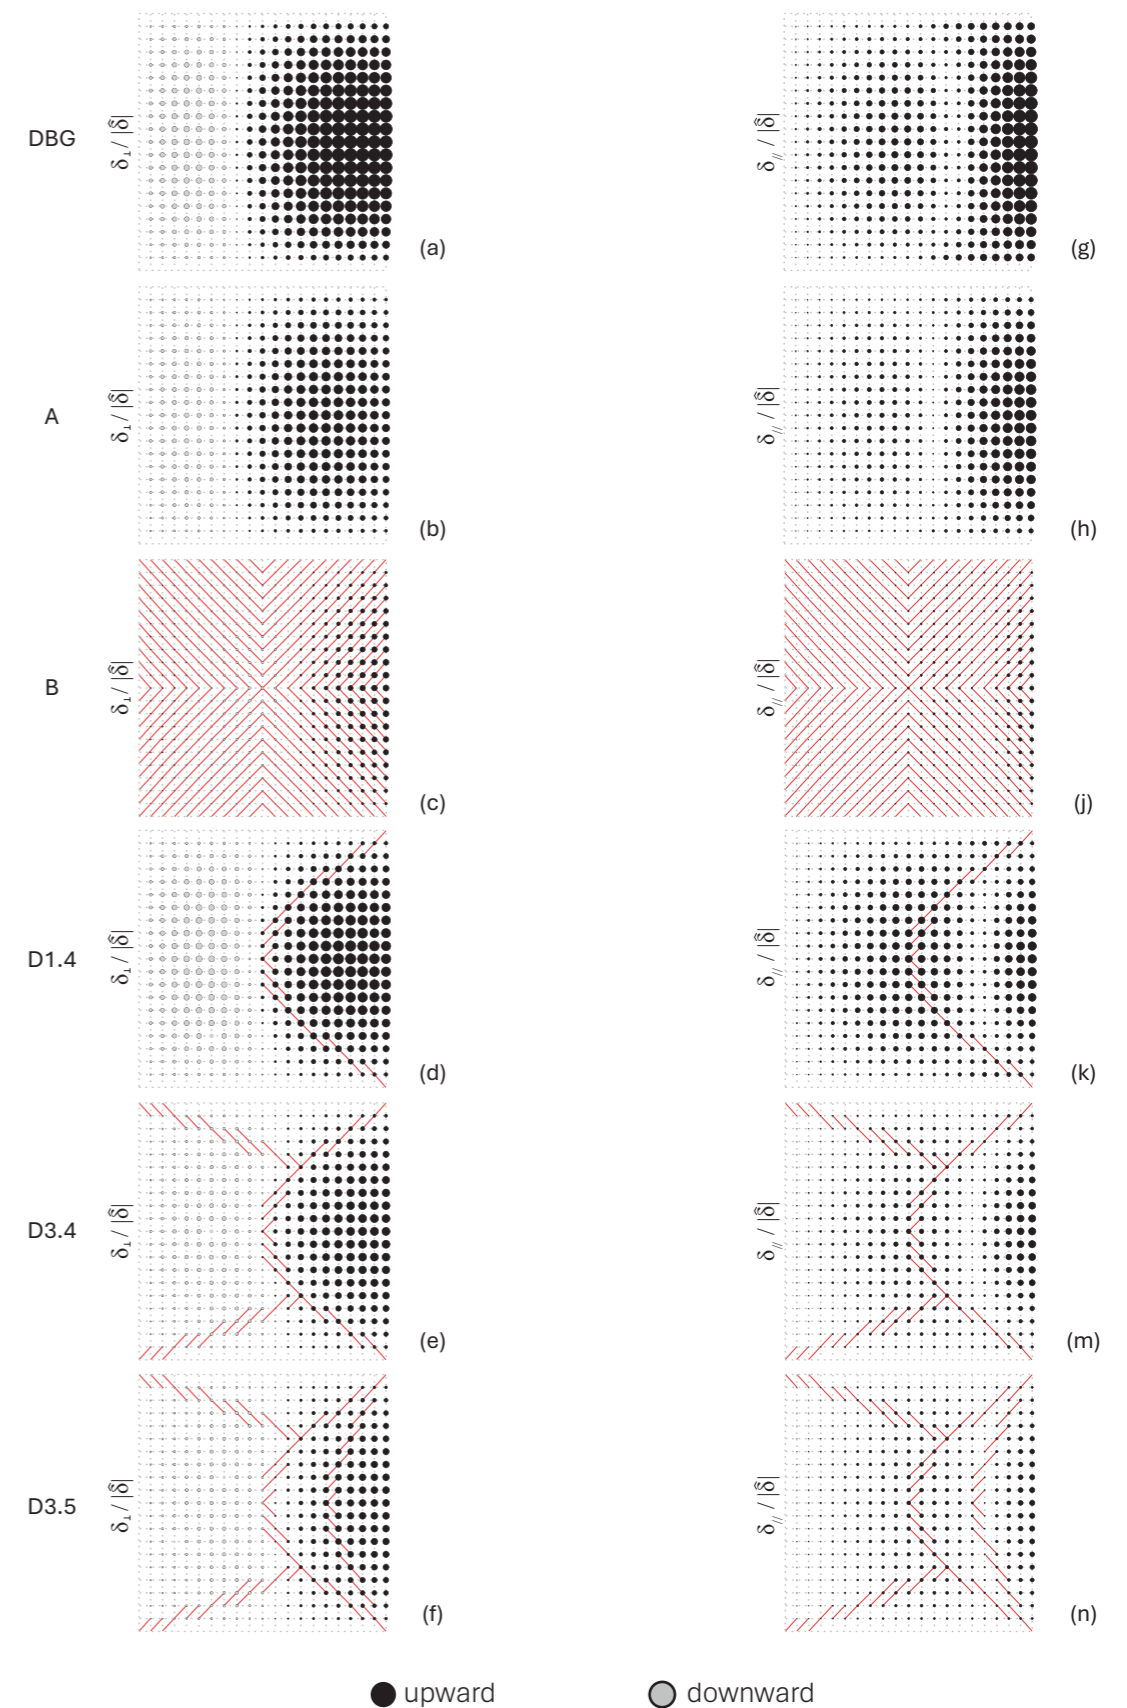 DBG
δ⊥ / |δ̂|
(a)
δ// / |δ̂|
(g)
A
δ⊥ / |δ̂|
(b)
δ// / |δ̂|
(h)
B
δ⊥ / |δ̂|
(c)
δ// / |δ̂|
(j)
D1.4
δ⊥ / |δ̂|
(d)
δ// / |δ̂|
(k)
D3.4
δ⊥ / |δ̂|
(e)
δ// / |δ̂|
(m)
D3.5
δ⊥ / |δ̂|
(f)
δ// / |δ̂|
(n)
upward
downward